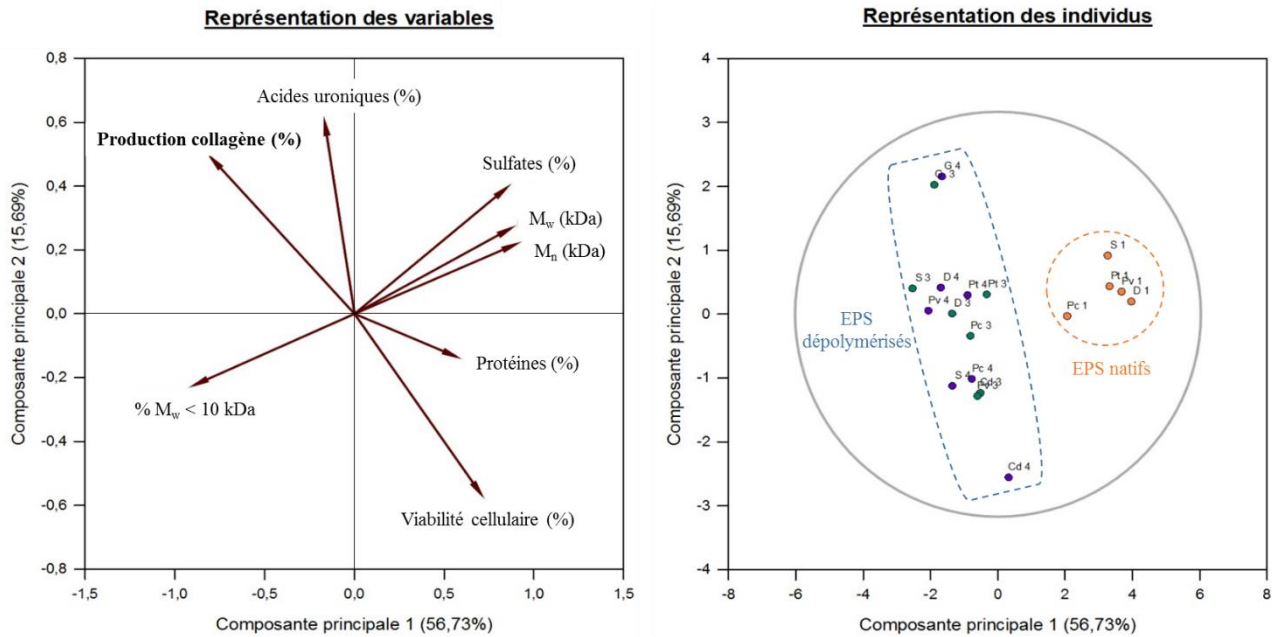 Représentation des variables
0,8
0,6
0,4
0,2
0,0
-0,2
-0,4
-0,6
-0,8
-1,5
-1,0
-0,5
0,0
0,5
1,0
1,5
Composante principale 2 (15,69%)
Composante principale 1 (56,73%)
Acides uroniques (%)
Production collagène (%)
Sulfates (%)
Mw (kDa)
Mn (kDa)
Protéines (%)
% Mw < 10 kDa
Viabilité cellulaire (%)
Représentation des individus
4
3
2
1
0
-1
-2
-3
-4
-8
-6
-4
-2
0
2
4
6
8
Composante principale 2 (15,69%)
Composante principale 1 (56,73%)
G 4
3
S 3
D 4
Pt 4
Pt 3
Pv 4
D 3
Pc 3
EPS
dépolymérisés
Pc 4
S 4
Cd 3
Pv 3
Cd 4
S 1
Pt 1
Pv 1
D 1
Pc 1
EPS natifs